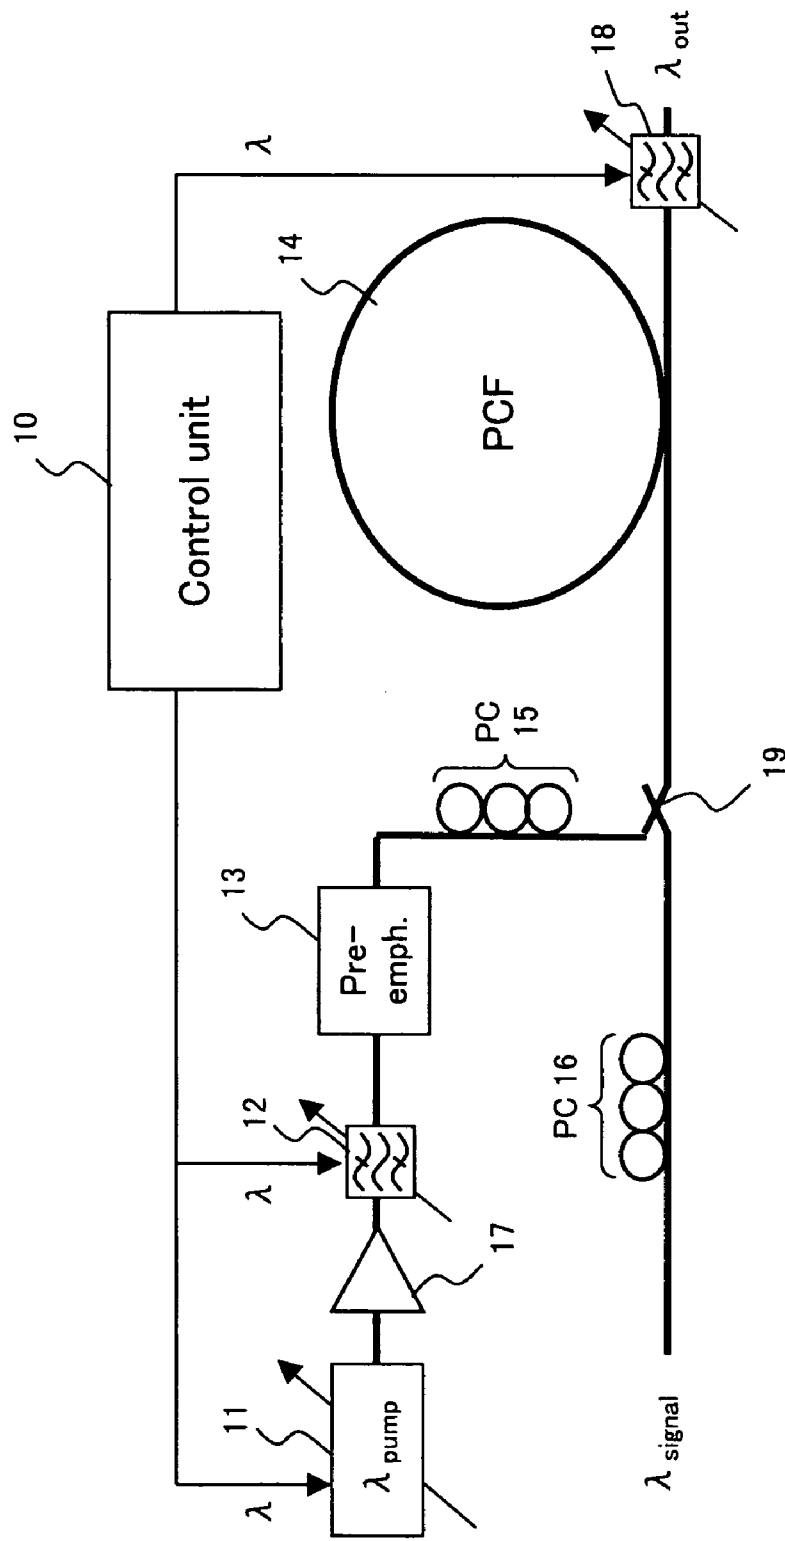 10
Control unit
λ
λ
λ
11
λ pump
17
12
13
Pre-
emph.
PC
15
14
PCF
18
λ out
PC 16
19
λ signal